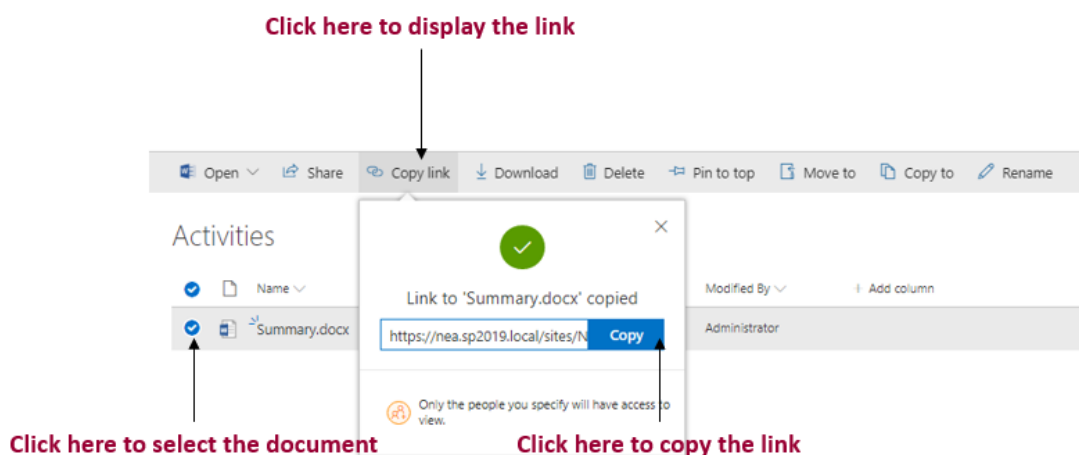 Click here to display the link
Open Share Copy link Download Delete Pin to top Move to Copy to Rename
Activities
Name Modified By + Add column
Link to 'Summary.docx' copied
Summary.docx https://nea.sp2019.local/sites/N Copy Administrator
Only the people you specify will have access to
view.
Click here to select the document Click here to copy the link